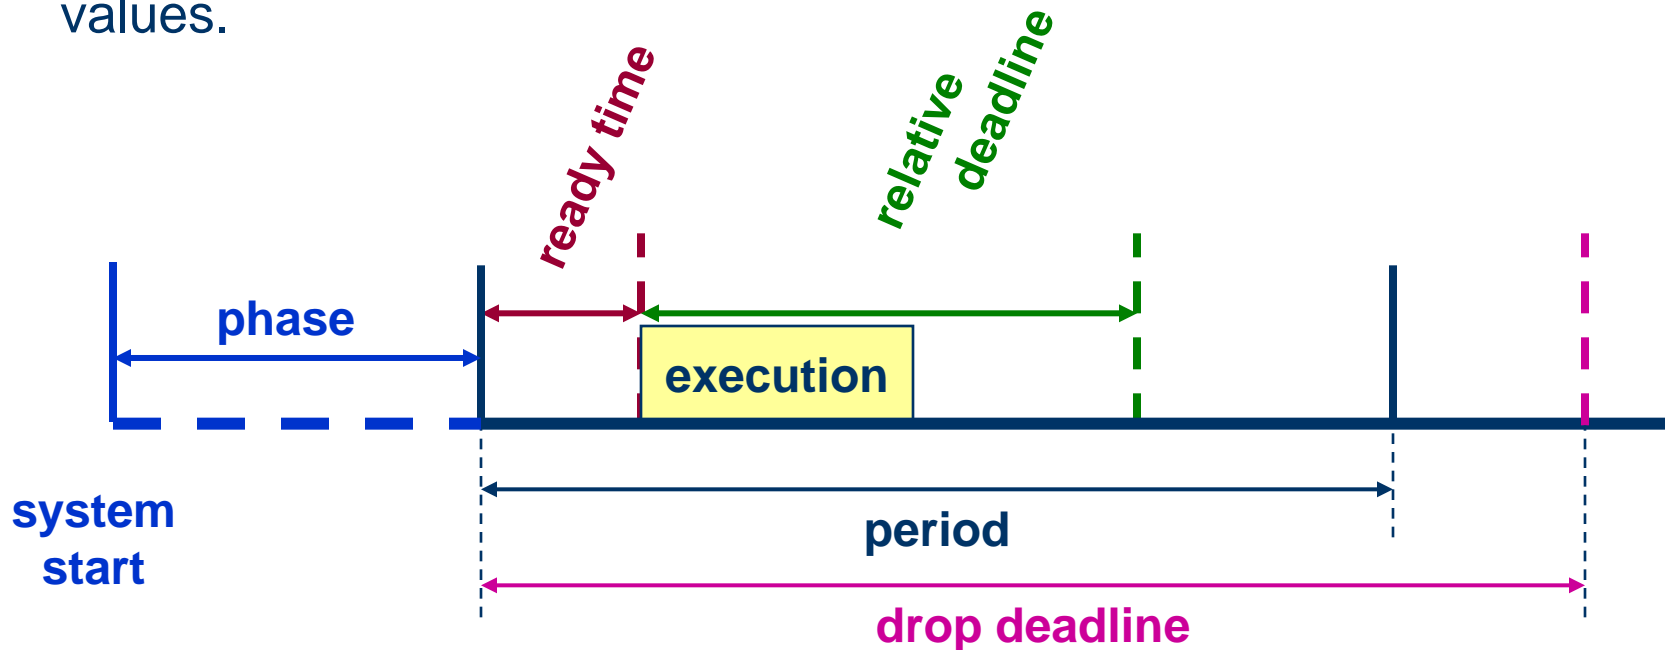 values.
ready time
relative
deadline
phase
execution
system
start
period
drop deadline